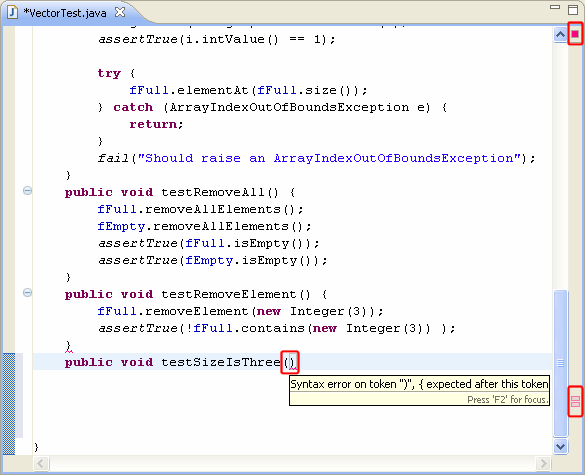 *VectorTest.java
assertTrue(i.intValue() == 1);
try {
fFull.elementAt(fFull.size());
} catch (ArrayIndexOutOfBoundsException e) {
return;
}
fail("Should raise an ArrayIndexOutOfBoundsException");
}
public void testRemoveAll() {
fFull.removeAllElements();
fEmpty.removeAllElements();
assertTrue(fFull.isEmpty());
assertTrue(fEmpty.isEmpty());
}
public void testRemoveElement() {
fFull.removeElement(new Integer(3));
assertTrue(!fFull.contains(new Integer(3)) );
}
public void testSizeIsThree()
Syntax error on token ")", { expected after this token
Press 'F2' for focus.
}